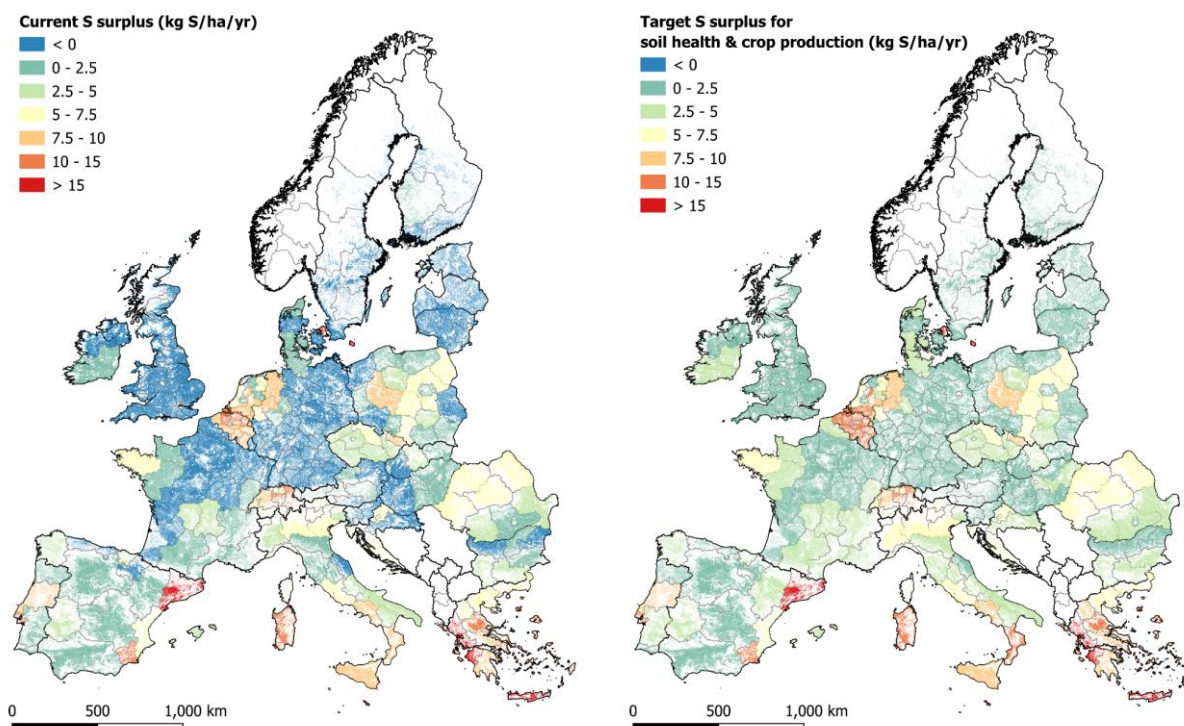 Current S surplus (kg S/ha/yr)
< 0
0 - 2.5
2.5 - 5
5 - 7.5
7.5 - 10
10 - 15
> 15
0 500 1,000 km
Target S surplus for
soil health & crop production (kg S/ha/yr)
< 0
0 - 2.5
2.5 - 5
5 - 7.5
7.5 - 10
10 - 15
> 15
0 500 1,000 km